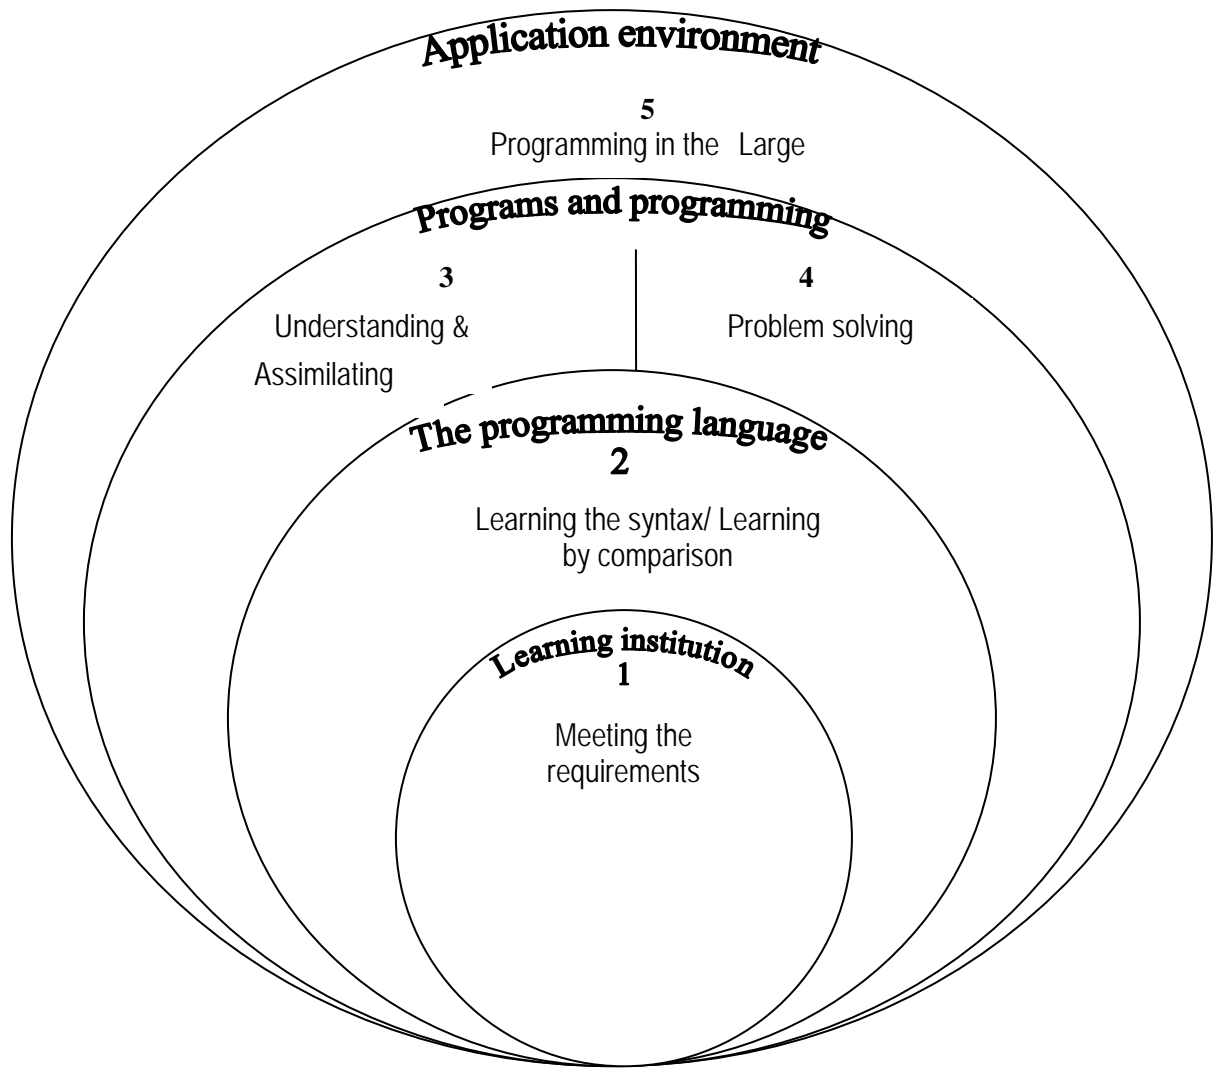 Application environment
5
Programming in the Large
Programs and programming
3
4
Understanding &
Assimilating
Problem solving
The programming language
2
Learning the syntax/ Learning
by comparison
Learning institution
1
Meeting the
requirements